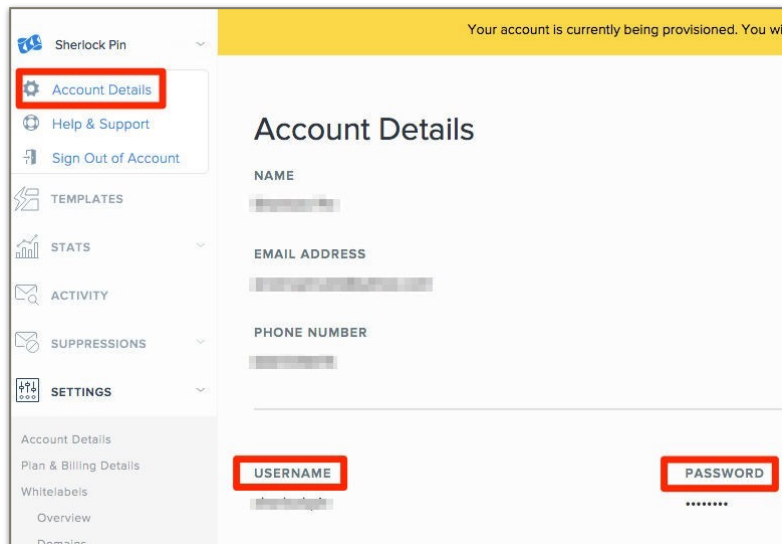 Your account is currently being provisioned. You wi
Sherlock Pin
Account Details
Help & Support
Sign Out of Account
TEMPLATES
STATS
ACTIVITY
SUPPRESSIONS
SETTINGS
Account Details
Plan & Billing Details
Whitelabels
Overview
Domains
Account Details
NAME
EMAIL ADDRESS
PHONE NUMBER
USERNAME
PASSWORD
••••••••